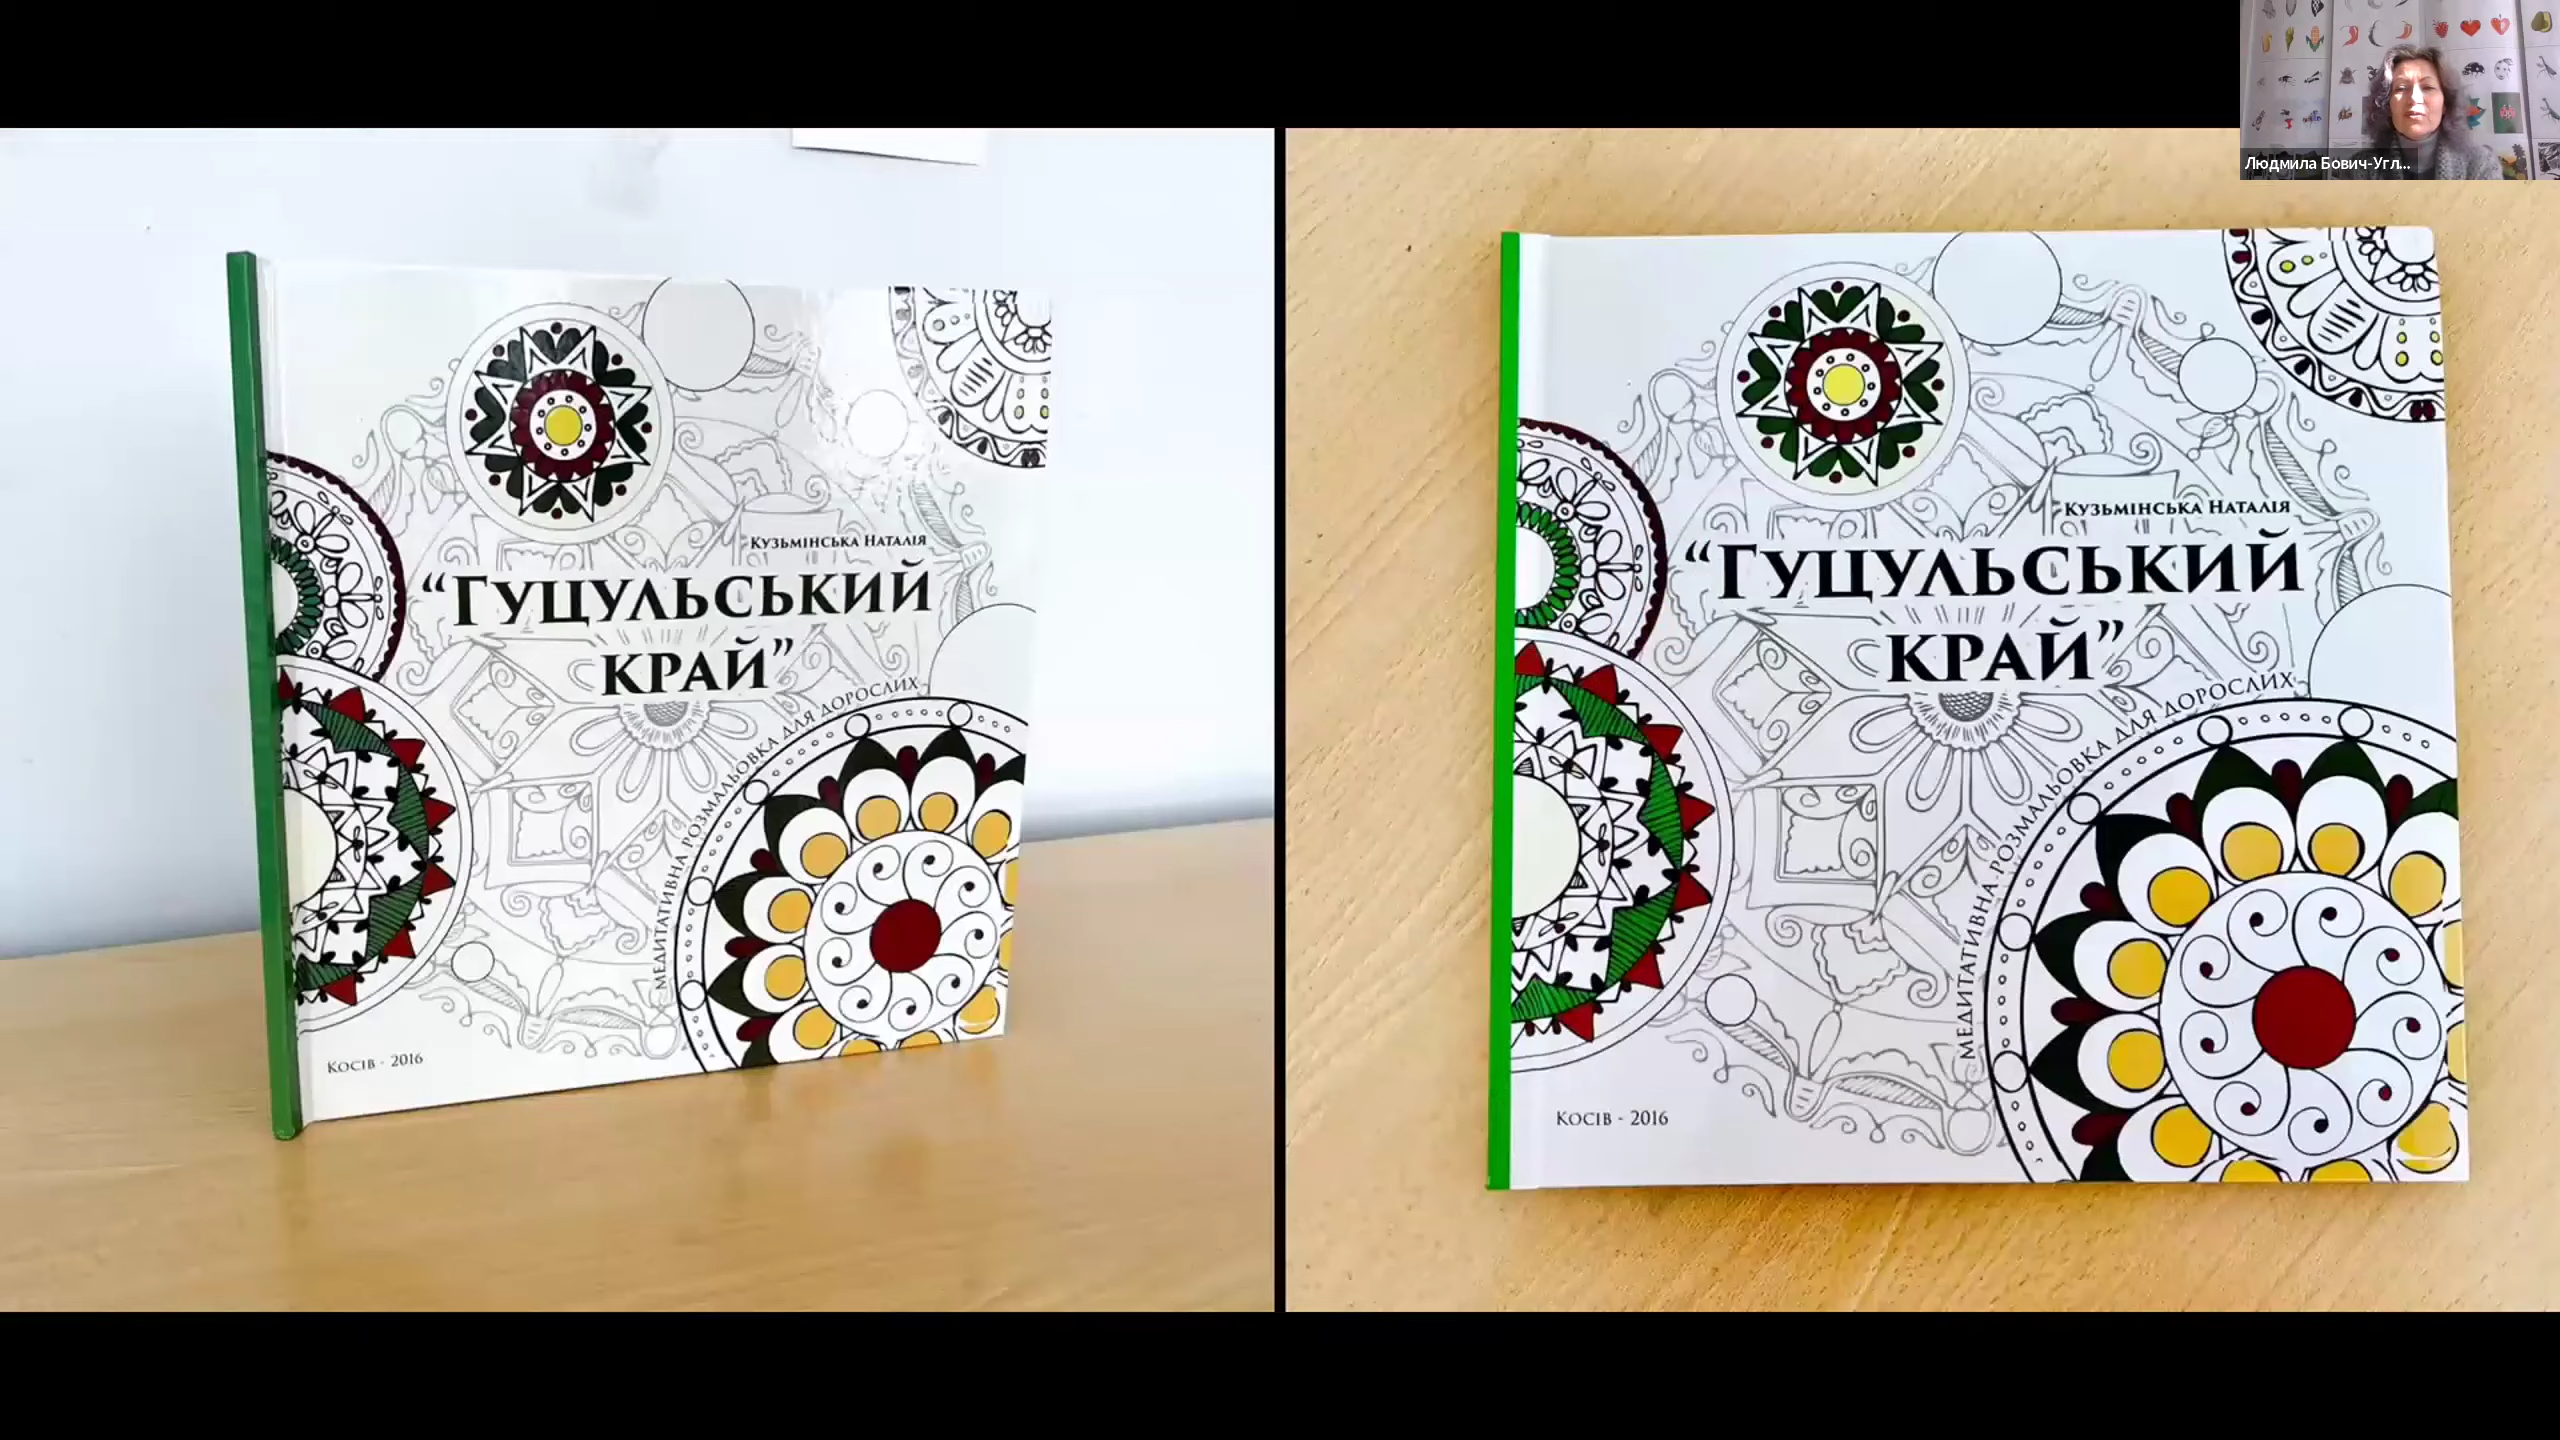 Людмила Бович-Угл...
Кузьмінська Наталія
“Гуцульський
край”
медитативна розмальовка для дорослих
Косів - 2016
Кузьмінська Наталія
“Гуцульський
край”
медитативна розмальовка для дорослих
Косів - 2016